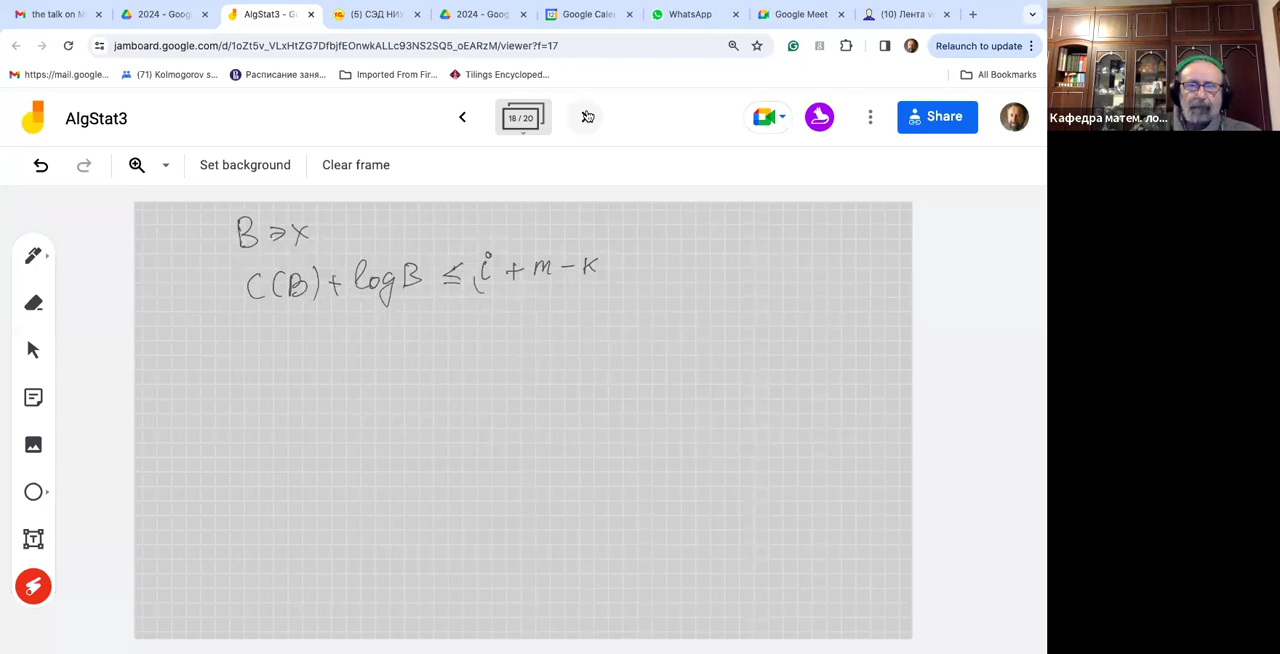 the talk on M
2024 - Goog
AlgStat3 - G
(5) СЭД НИ
2024 - Goog
Google Cale
WhatsApp
Google Meet
(10) Лента
jamboard.google.com/d/1oZt5v_VLxHtZG7DfbjfEOrwkALLc93NS2SQ5_oEARzM/viewer?f=17
Relaunch to update
https://mail.google...
(71) Kolmogorov s...
Расписание заня...
Imported From Fir...
Tilings encycloped...
All Bookmarks
AlgStat3
18 / 20
Share
Set background
Clear frame
B ∋ x
C(B) + log B ≤ i + m - k
Кафедра матем. ло...